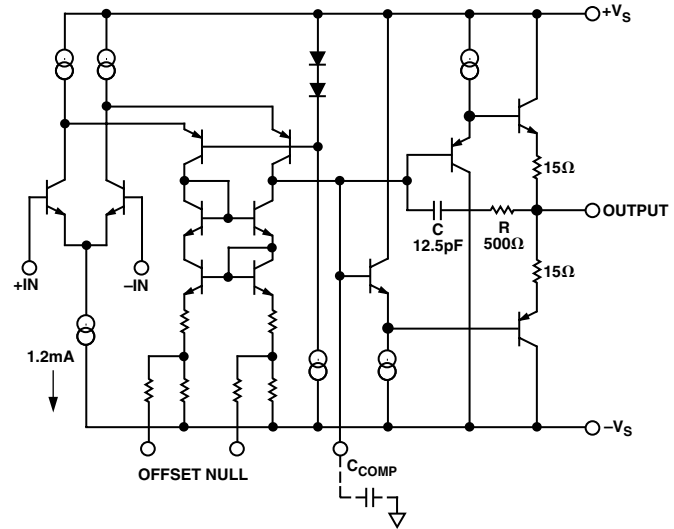 +VS
15Ω
OUTPUT
C
12.5pF
R
500Ω
+IN
–IN
15Ω
1.2mA
–VS
OFFSET NULL
CCOMP